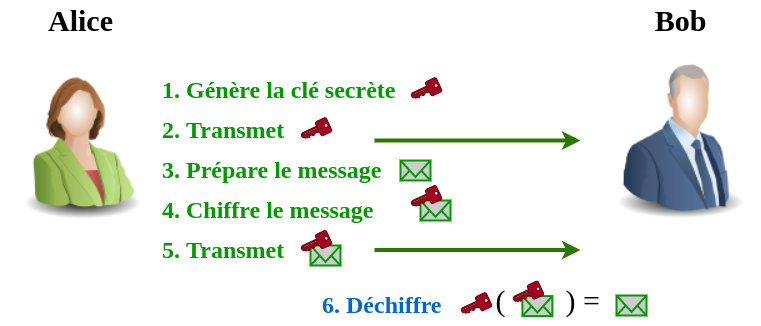 Alice
Bob
1. Génère la clé secrète
2. Transmet
3. Prépare le message
4. Chiffre le message
5. Transmet
6. Déchiffre ( ) =